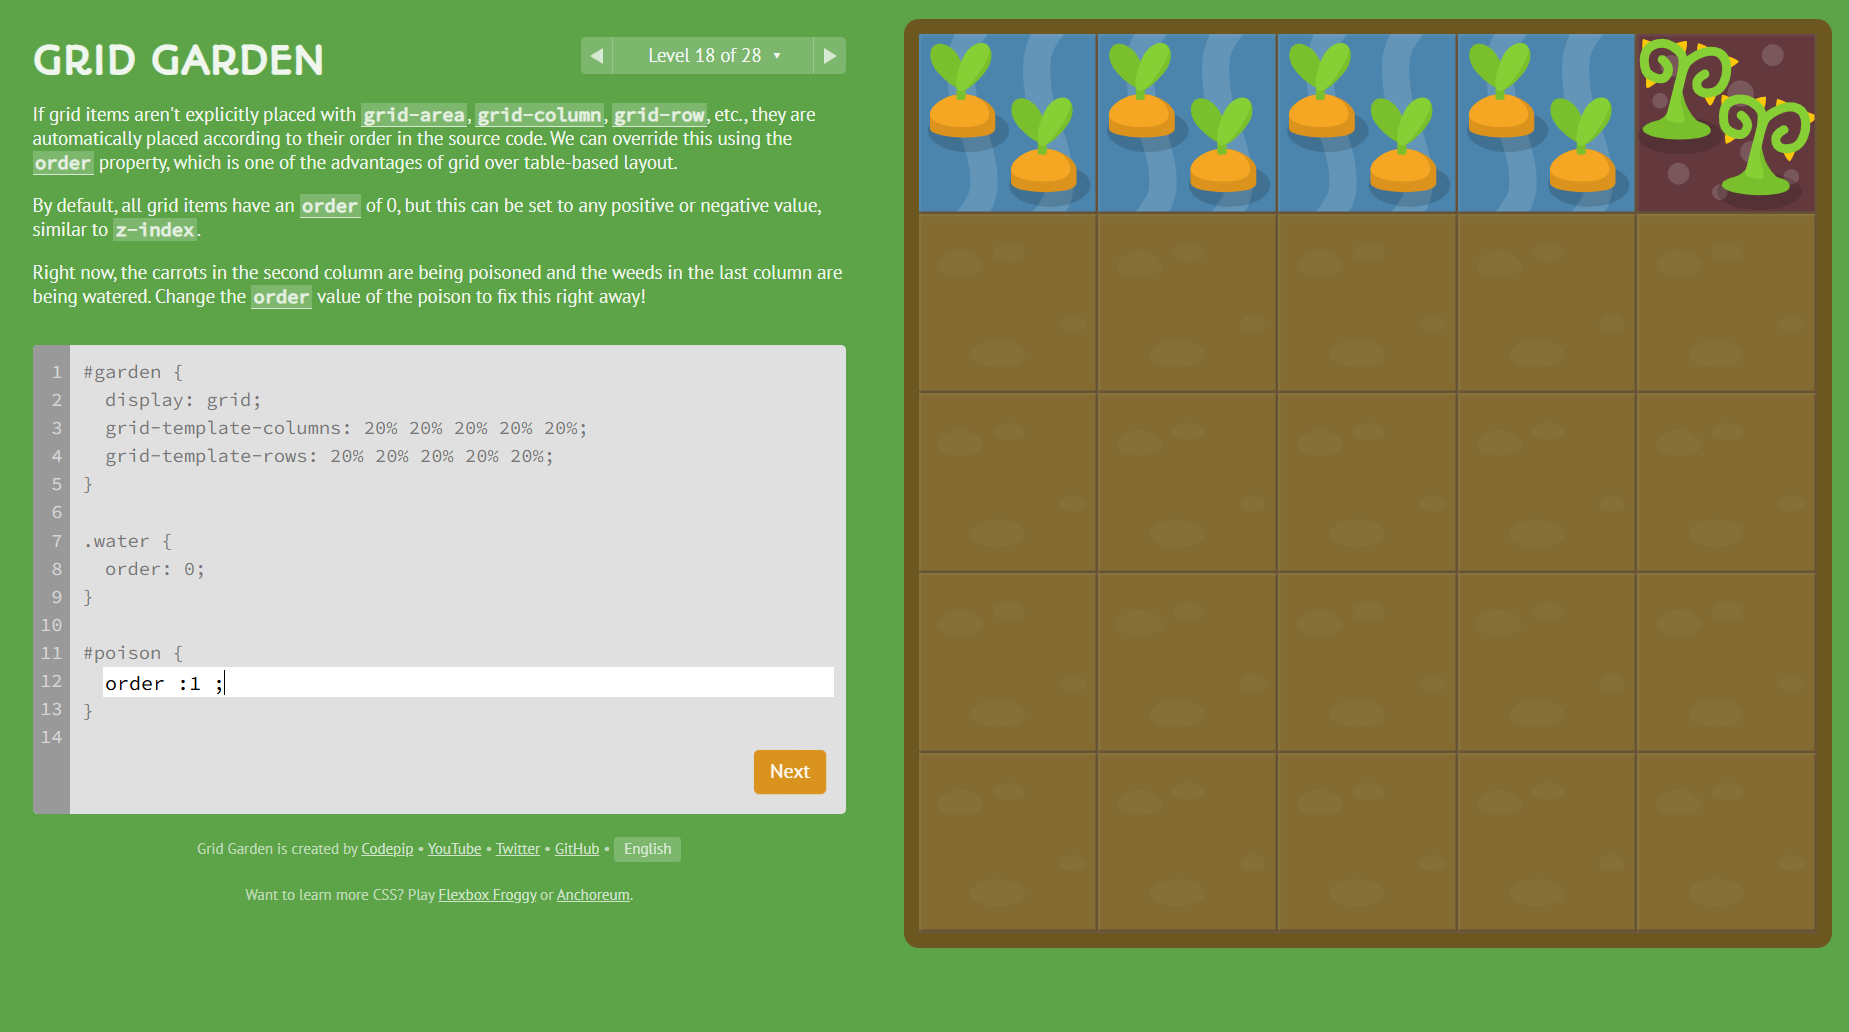 GRID GARDEN
◀ Level 18 of 28 ▾ ▶
If grid items aren't explicitly placed with grid-area, grid-column, grid-row, etc., they are
automatically placed according to their order in the source code. We can override this using the
order property, which is one of the advantages of grid over table-based layout.
By default, all grid items have an order of 0, but this can be set to any positive or negative value,
similar to z-index.
Right now, the carrots in the second column are being poisoned and the weeds in the last column are
being watered. Change the order value of the poison to fix this right away!
1 #garden {
2   display: grid;
3   grid-template-columns: 20% 20% 20% 20% 20%;
4   grid-template-rows: 20% 20% 20% 20% 20%;
5 }
6
7 .water {
8   order: 0;
9 }
10
11 #poison {
12   order :1 ;
13 }
14
Next
Grid Garden is created by Codepip • YouTube • Twitter • GitHub • English
Want to learn more CSS? Play Flexbox Froggy or Anchoreum.